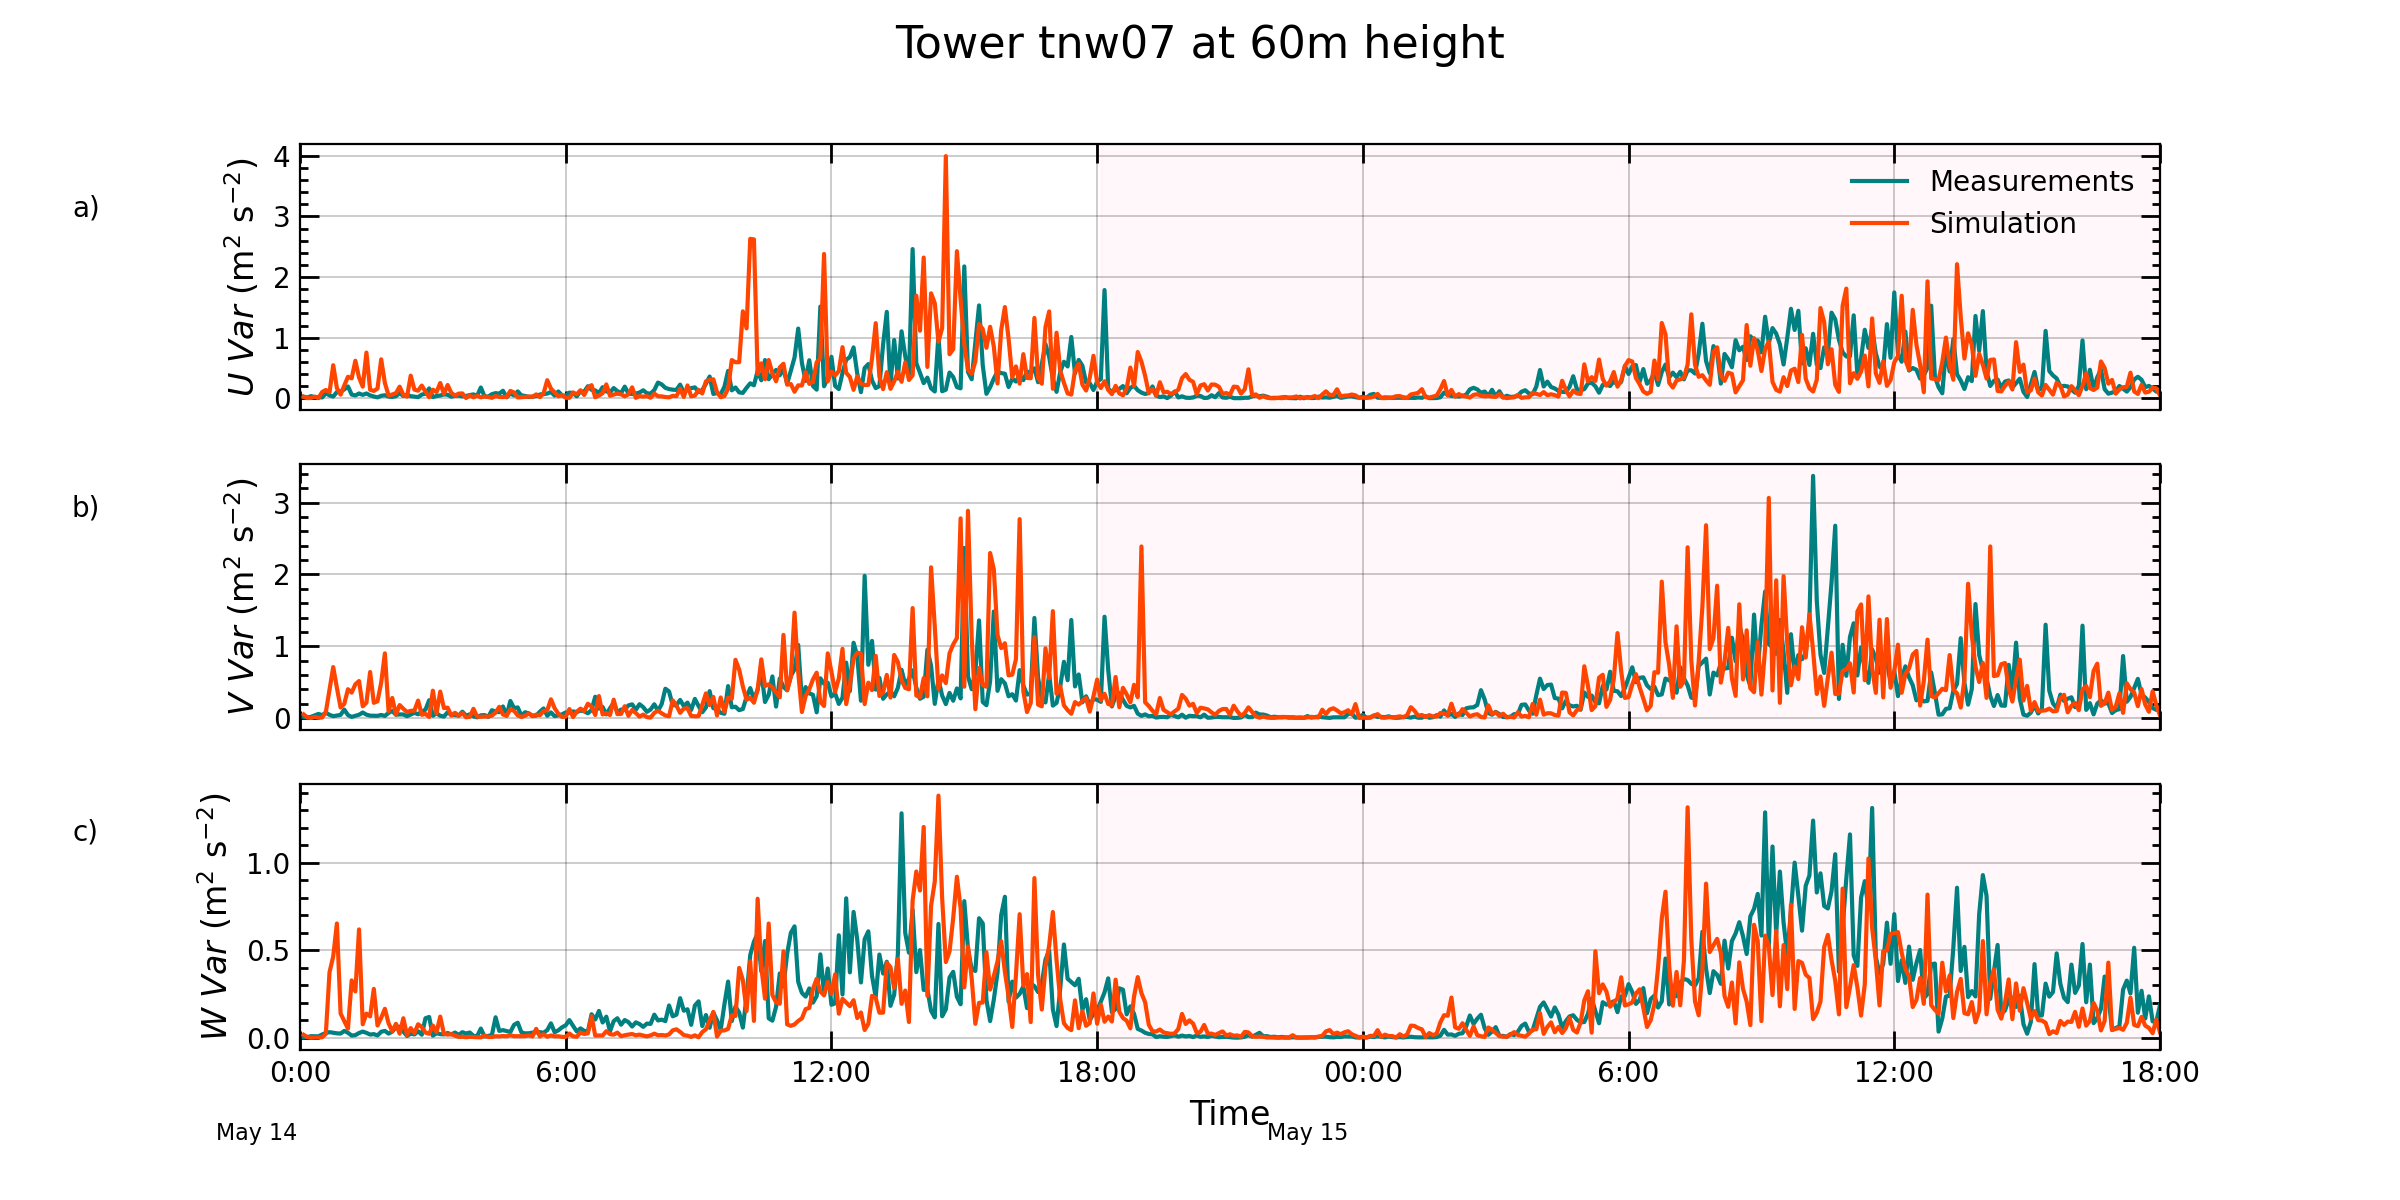 Tower tnw07 at 60m height
a)
U Var (m² s⁻²)
4
3
2
1
0
Measurements
Simulation
b)
V Var (m² s⁻²)
3
2
1
0
c)
W Var (m² s⁻²)
1.0
0.5
0.0
0:00 6:00 12:00 18:00 00:00 6:00 12:00 18:00
Time
May 14 May 15